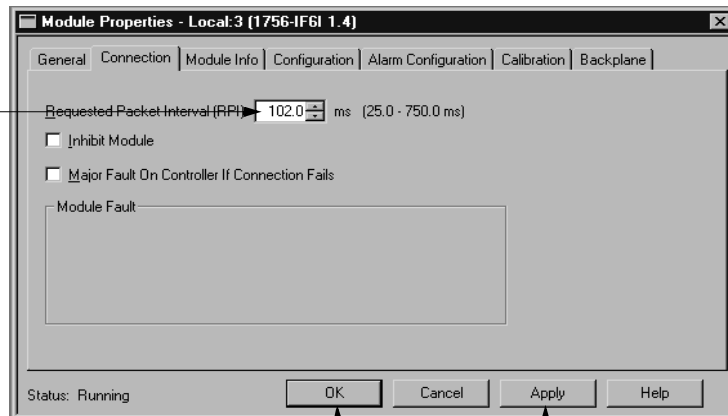 Module Properties - Local:3 (1756-IF6I 1.4)
General Connection Module Info Configuration Alarm Configuration Calibration Backplane
Requested Packet Interval (RPI) 102.0 ms (25.0 - 750.0 ms)
Inhibit Module
Major Fault On Controller If Connection Fails
Module Fault
Status: Running OK Cancel Apply Help